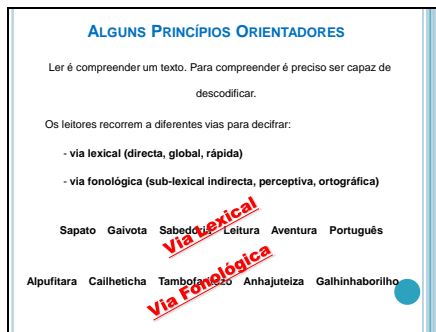 ALGUNS PRINCÍPIOS ORIENTADORES
Ler é compreender um texto. Para compreender é preciso ser capaz de
descodificar.
Os leitores recorrem a diferentes vias para decifrar:
- via lexical (directa, global, rápida)
- via fonológica (sub-lexical indirecta, perceptiva, ortográfica)
Via Lexical
Sapato Gaivota Sabedoria Leitura Aventura Português
Via Fonológica
Alpufitara Cailheticha Anhajuteiza Galhinhaborilho